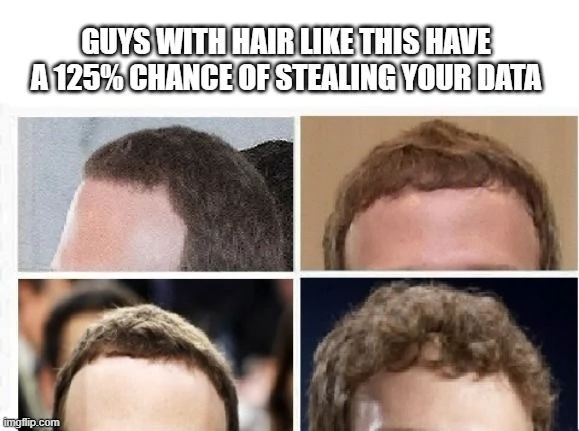 GUYS WITH HAIR LIKE THIS HAVE
A 125% CHANCE OF STEALING YOUR DATA
imgflip.com